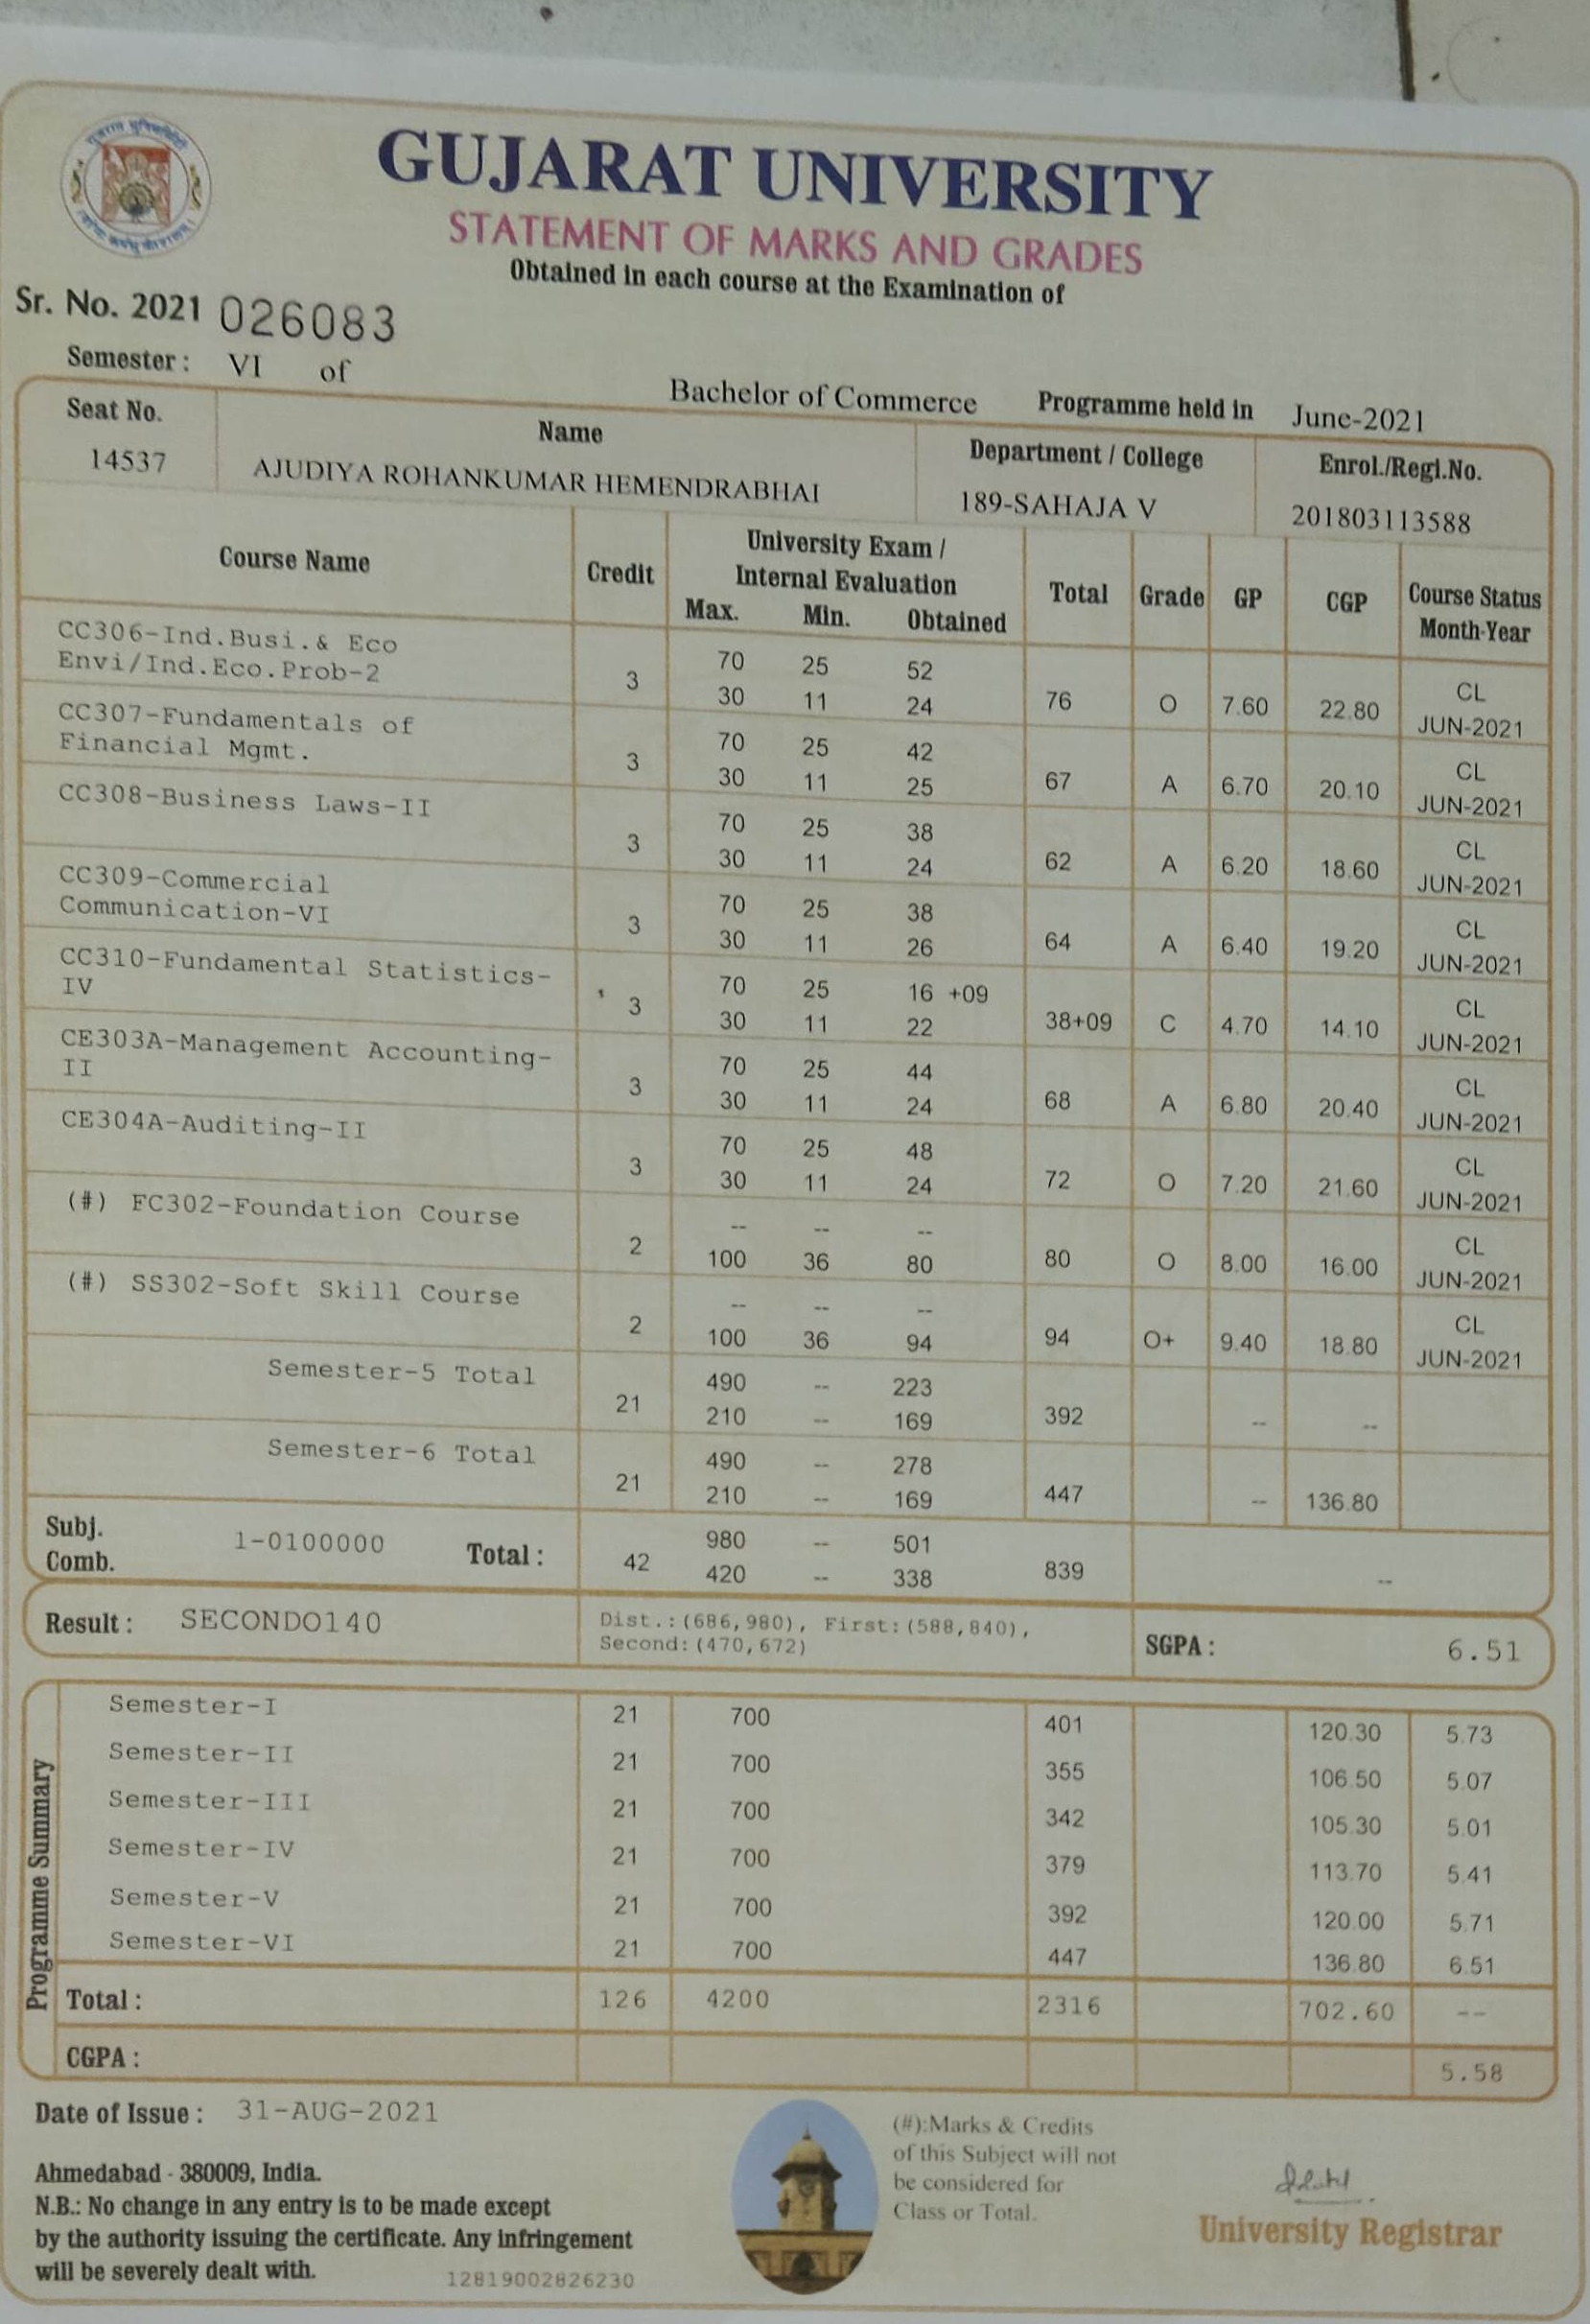 GUJARAT UNIVERSITY
STATEMENT OF MARKS AND GRADES
Obtained in each course at the Examination of
Sr. No. 2021 026083
Semester : VI of Bachelor of Commerce Programme held in June-2021
Seat No. Name Department / College Enrol./Regi.No.
14537 AJUDIYA ROHANKUMAR HEMENDRABHAI 189-SAHAJA V 201803113588
Course Name Credit University Exam / Internal Evaluation Total Grade GP CGP Course Status Month-Year
Max. Min. Obtained
CC306-Ind.Busi.& Eco 70 25 52 CL
Envi/Ind.Eco.Prob-2 3 30 11 24 76 O 7.60 22.80 JUN-2021
CC307-Fundamentals of 70 25 42 CL
Financial Mgmt. 3 30 11 25 67 A 6.70 20.10 JUN-2021
CC308-Business Laws-II 70 25 38 CL
3 30 11 24 62 A 6.20 18.60 JUN-2021
CC309-Commercial 70 25 38 CL
Communication-VI 3 30 11 26 64 A 6.40 19.20 JUN-2021
CC310-Fundamental Statistics- 70 25 16 +09 CL
IV 3 30 11 22 38+09 C 4.70 14.10 JUN-2021
CE303A-Management Accounting- 70 25 44 CL
II 3 30 11 24 68 A 6.80 20.40 JUN-2021
CE304A-Auditing-II 70 25 48 CL
3 30 11 24 72 O 7.20 21.60 JUN-2021
(#) FC302-Foundation Course -- -- -- CL
2 100 36 80 80 O 8.00 16.00 JUN-2021
(#) SS302-Soft Skill Course -- -- -- CL
2 100 36 94 94 O+ 9.40 18.80 JUN-2021
Semester-5 Total 490 -- 223
21 210 -- 169 392 -- --
Semester-6 Total 490 -- 278
21 210 -- 169 447 -- 136.80
Subj. 1-0100000 Total : 980 -- 501
Comb. 42 420 -- 338 839 --
Result : SECONDO140 Dist.:(686,980), First:(588,840),
Second:(470,672) SGPA : 6.51
Programme Summary
Semester-I 21 700 401 120.30 5.73
Semester-II 21 700 355 106.50 5.07
Semester-III 21 700 342 105.30 5.01
Semester-IV 21 700 379 113.70 5.41
Semester-V 21 700 392 120.00 5.71
Semester-VI 21 700 447 136.80 6.51
Total : 126 4200 2316 702.60 --
CGPA : 5.58
Date of Issue : 31-AUG-2021
Ahmedabad - 380009, India.
N.B.: No change in any entry is to be made except
by the authority issuing the certificate. Any infringement
will be severely dealt with.
12819002826230
(#):Marks & Credits
of this Subject will not
be considered for
Class or Total.
University Registrar